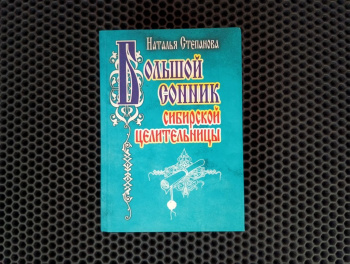 Наталья Степанова
Большой
сонник
сибирской
целительницы